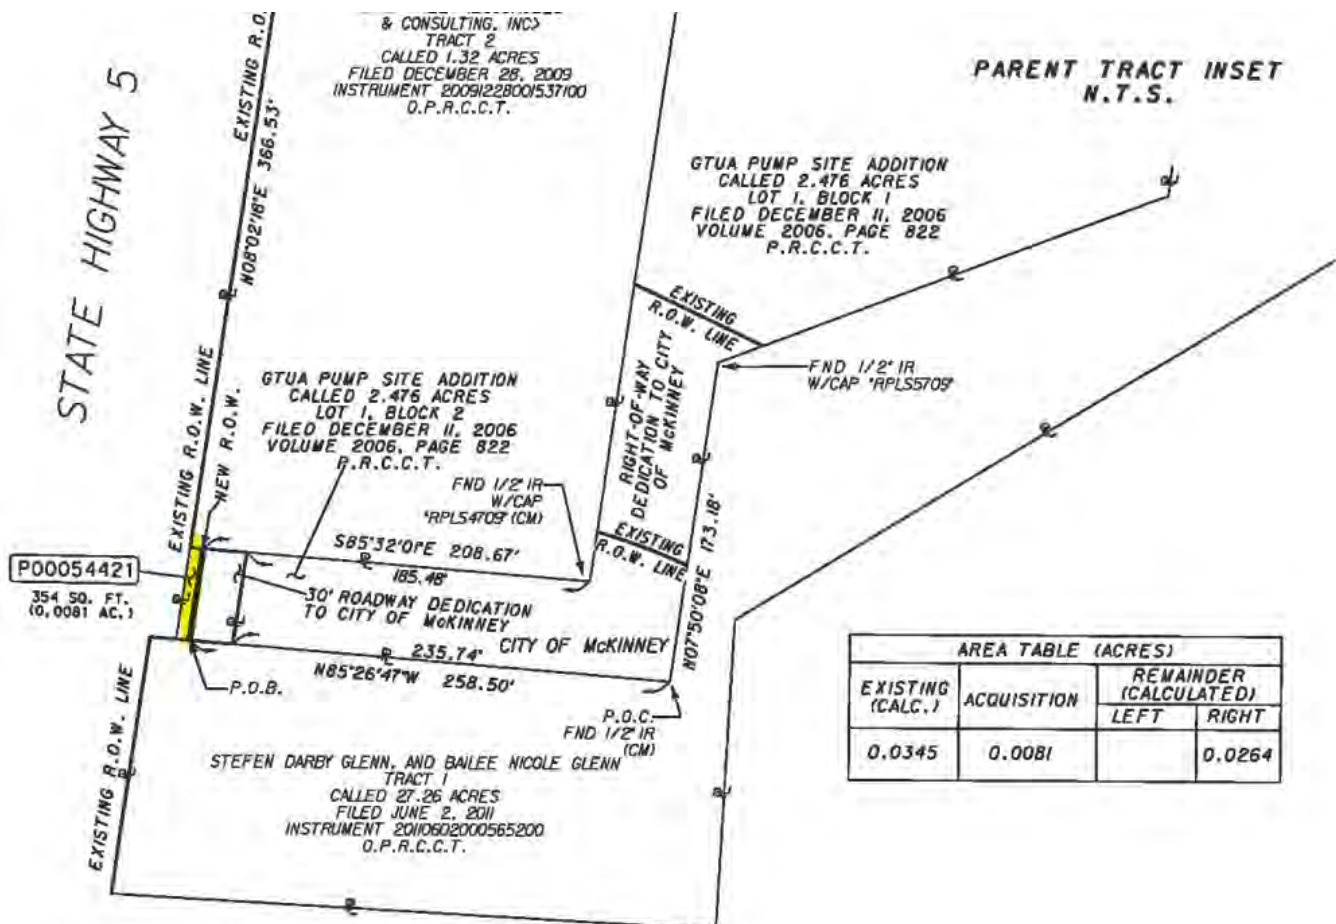 & CONSULTING, INC>
TRACT 2
CALLED 1.32 ACRES
FILED DECEMBER 28, 2009
INSTRUMENT 20091228001537100
O.P.R.C.C.T.
PARENT TRACT INSET
N.T.S.
STATE HIGHWAY 5
EXISTING R.O.
N08°02'18"E 366.53'
GTUA PUMP SITE ADDITION
CALLED 2.476 ACRES
LOT 1, BLOCK 1
FILED DECEMBER 11, 2006
VOLUME 2006, PAGE 822
P.R.C.C.T.
EXISTING
R.O.W. LINE
RIGHT-OF-WAY
DEDICATION TO CITY
OF McKINNEY
FND 1/2" IR
W/CAP "RPLS5709"
EXISTING R.O.W. LINE
NEW R.O.W.
GTUA PUMP SITE ADDITION
CALLED 2.476 ACRES
LOT 1, BLOCK 2
FILED DECEMBER 11, 2006
VOLUME 2006, PAGE 822
P.R.C.C.T.
FND 1/2" IR
W/CAP
"RPLS4709" (CM)
EXISTING
R.O.W. LINE
N07°50'08"E 173.18'
S85°32'01"E 208.67'
185.48'
P00054421
354 SQ. FT.
(0.0081 AC.)
30' ROADWAY DEDICATION
TO CITY OF McKINNEY
CITY OF McKINNEY
235.74'
N85°26'47"W 258.50'
P.O.B.
P.O.C.
FND 1/2" IR
(CM)
EXISTING R.O.W. LINE
STEFEN DARBY GLENN, AND BAILEE NICOLE GLENN
TRACT 1
CALLED 27.26 ACRES
FILED JUNE 2, 2011
INSTRUMENT 20110602000565200
O.P.R.C.C.T.
AREA TABLE (ACRES)
EXISTING
(CALC.)
ACQUISITION
REMAINDER
(CALCULATED)
LEFT
RIGHT
0.0345
0.0081
0.0264